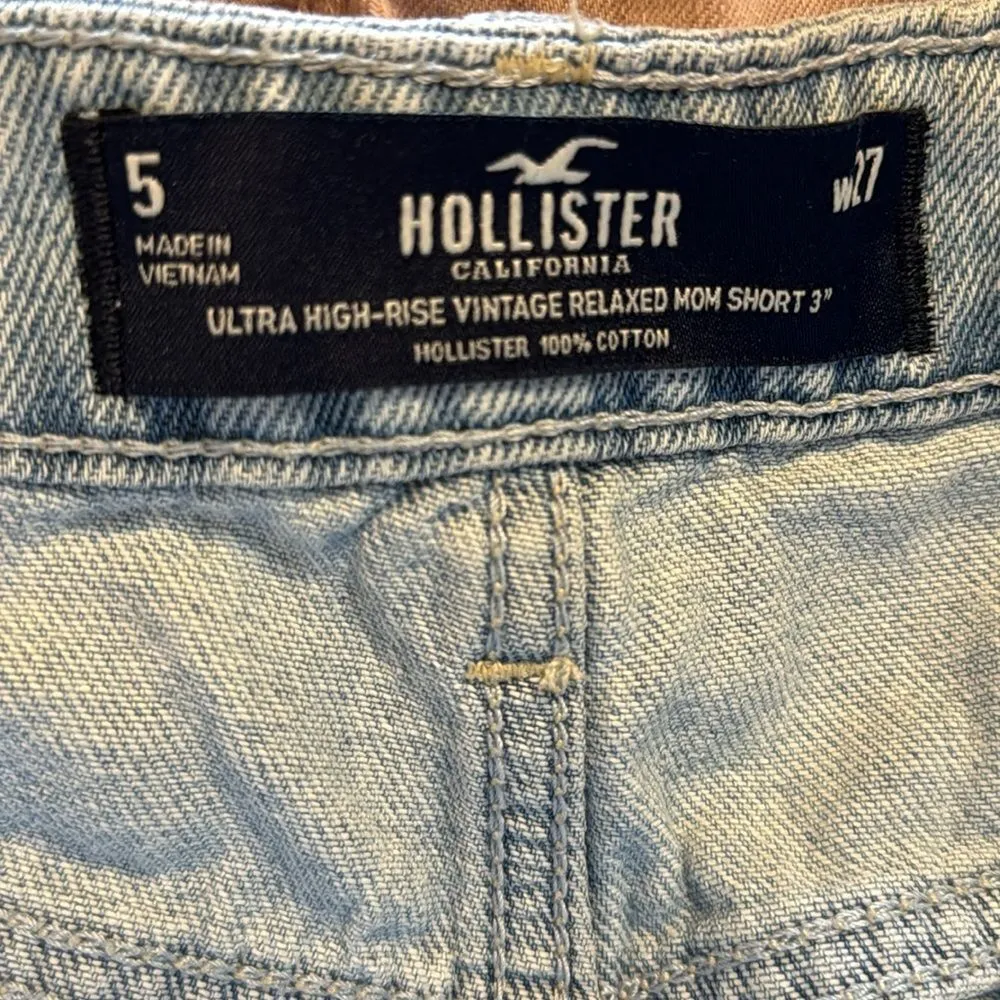 5
MADE IN
VIETNAM
HOLLISTER
CALIFORNIA
W27
ULTRA HIGH-RISE VINTAGE RELAXED MOM SHORT 3"
HOLLISTER 100% COTTON